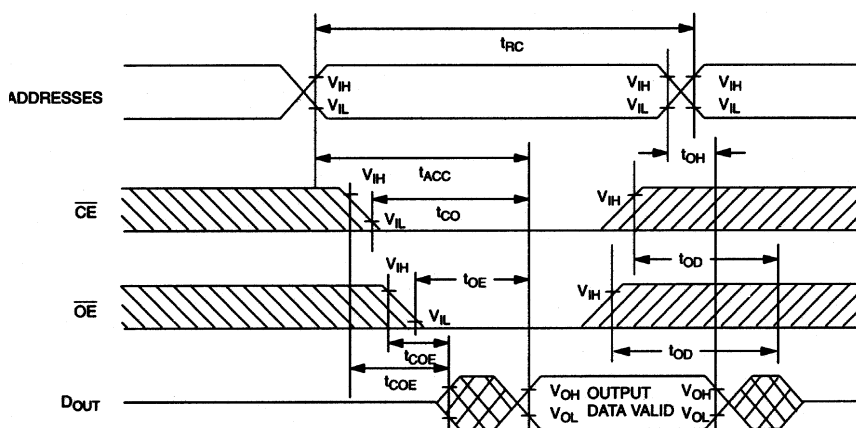 tRC
ADDRESSES
VIH VIH VIH
VIL VIL VIL
tOH
tACC
VIH
CE
tCO
VIH
VIL
tOD
VIH
OE
tOE
VIH
VIL
tCOE
tOD
tCOE
DOUT
VOH OUTPUT VOH
VOL DATA VALID VOL